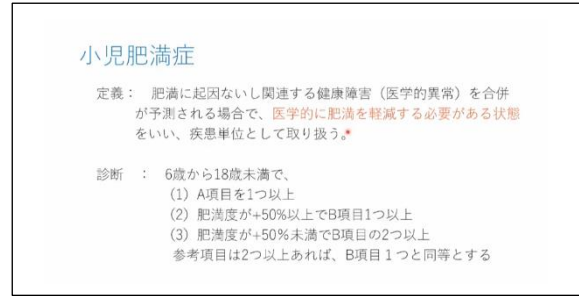 小児肥満症
定義： 肥満に起因ないし関連する健康障害（医学的異常）を合併
が予測される場合で、医学的に肥満を軽減する必要がある状態
をいい、疾患単位として取り扱う。*
診断 ： 6歳から18歳未満で、
(1) A項目を1つ以上
(2) 肥満度が+50%以上でB項目1つ以上
(3) 肥満度が+50%未満でB項目の2つ以上
参考項目は2つ以上あれば、B項目１つと同等とする